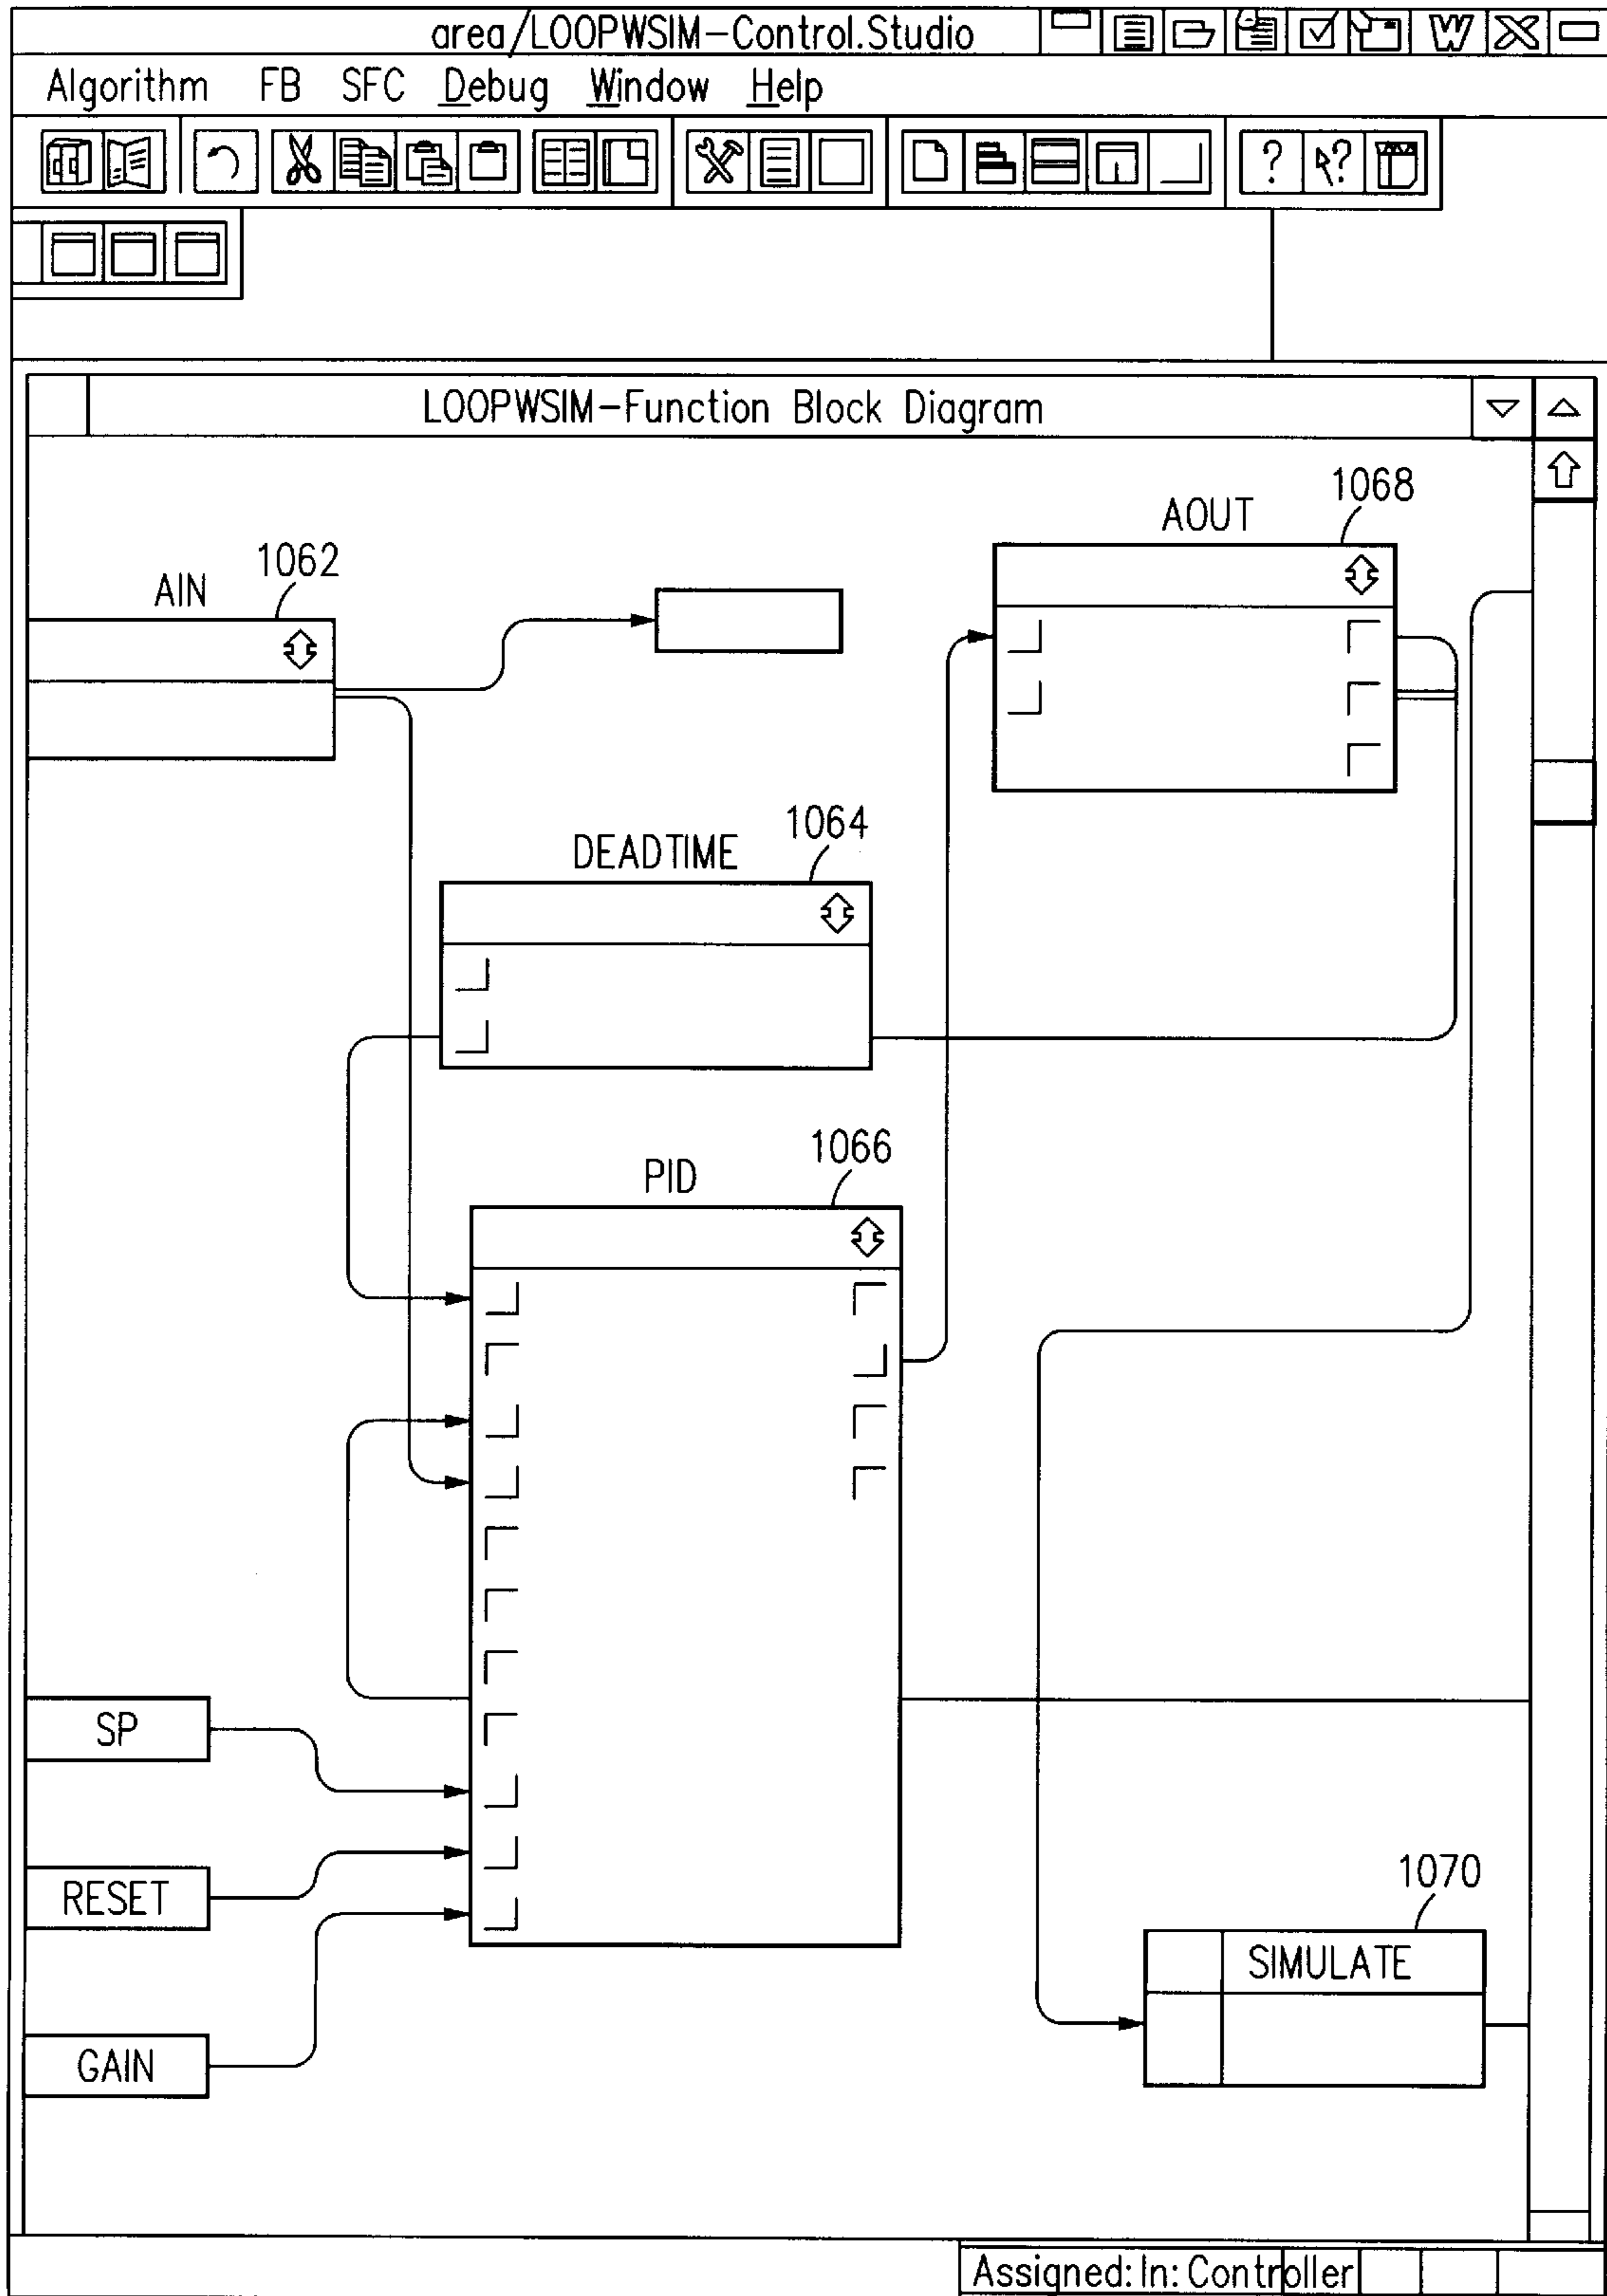 area/LOOPWSIM-Control.Studio
W X
Algorithm FB SFC Debug Window Help
? ?
LOOPWSIM-Function Block Diagram
1068
AOUT
1062
AIN
1064
DEADTIME
1066
PID
SP
RESET
1070
SIMULATE
GAIN
Assigned: In: Controller